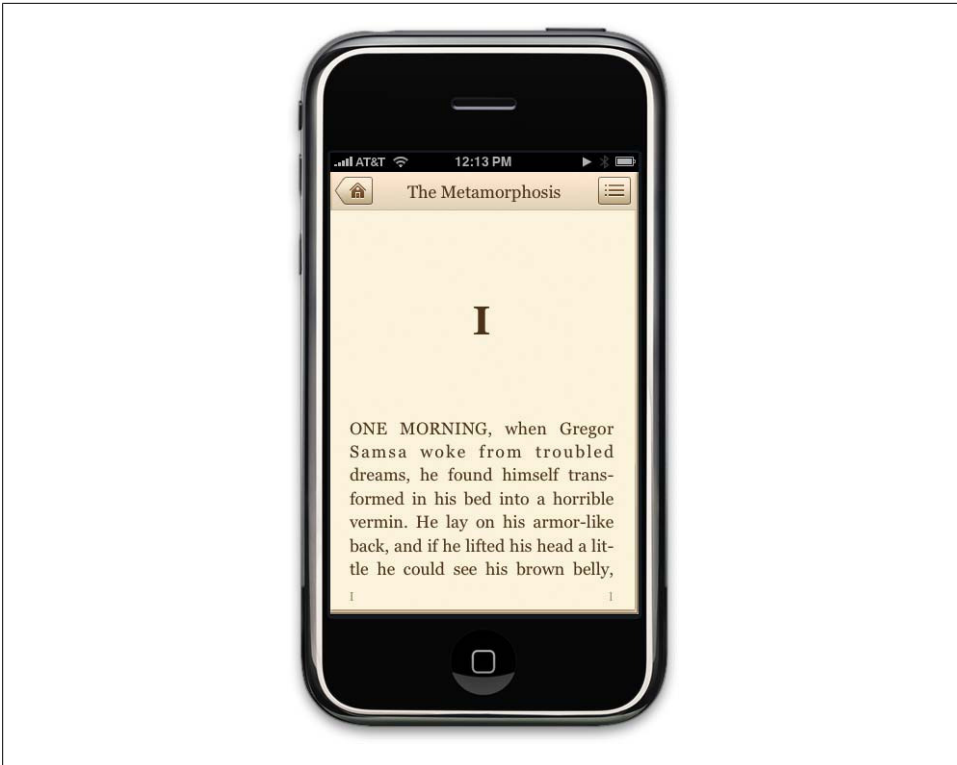 AT&T 12:13 PM
The Metamorphosis
I
ONE MORNING, when Gregor
Samsa woke from troubled
dreams, he found himself trans-
formed in his bed into a horrible
vermin. He lay on his armor-like
back, and if he lifted his head a lit-
tle he could see his brown belly,
I 1